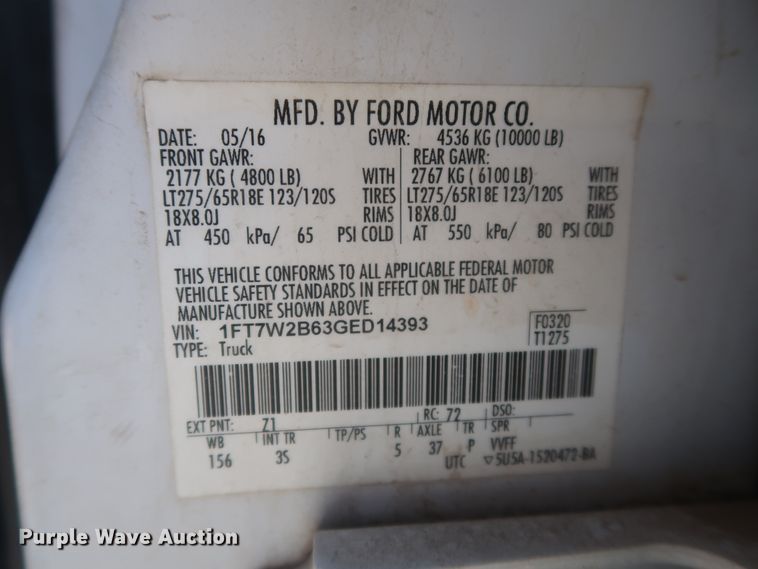 MFD. BY FORD MOTOR CO.
DATE: 05/16 GVWR: 4536 KG (10000 LB)
FRONT GAWR: REAR GAWR:
2177 KG ( 4800 LB) WITH 2767 KG ( 6100 LB) WITH
LT275/65R18E 123/120S TIRES LT275/65R18E 123/120S TIRES
18X8.0J RIMS 18X8.0J RIMS
AT 450 kPa/ 65 PSI COLD AT 550 kPa/ 80 PSI COLD
THIS VEHICLE CONFORMS TO ALL APPLICABLE FEDERAL MOTOR
VEHICLE SAFETY STANDARDS IN EFFECT ON THE DATE OF
MANUFACTURE SHOWN ABOVE.
VIN: 1FT7W2B63GED14393 F0320
TYPE: Truck T1275
EXT PNT: Z1 RC: 72 DSO:
WB INT TR TP/PS R AXLE TR SPR
156 3S 5 37 P VVFF
UTC ▽5U5A-1520472-BA
Purple Wave Auction